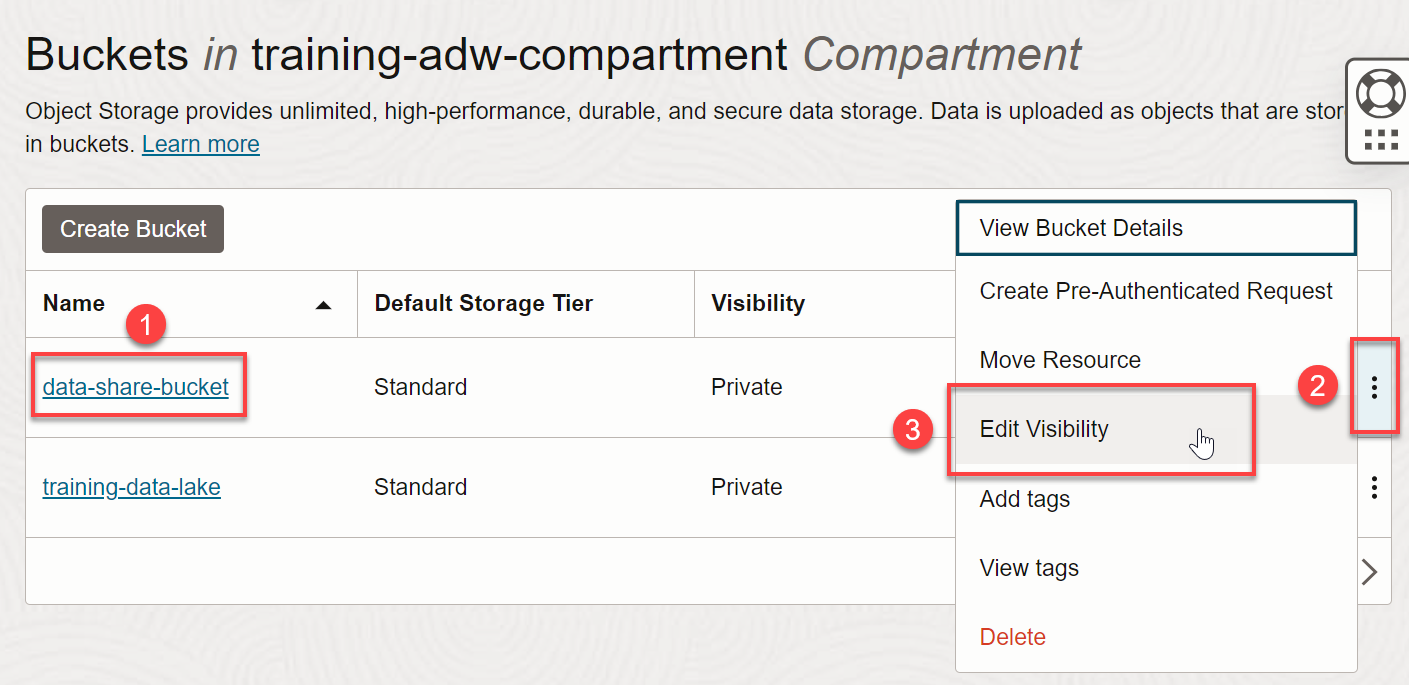 Buckets in training-adw-compartment Compartment
Object Storage provides unlimited, high-performance, durable, and secure data storage. Data is uploaded as objects that are
in buckets. Learn more
Create Bucket
Name
Default Storage Tier
Visibility
1
data-share-bucket
Standard
Private
2
training-data-lake
Standard
Private
View Bucket Details
Create Pre-Authenticated Request
Move Resource
3
Edit Visibility
Add tags
View tags
Delete